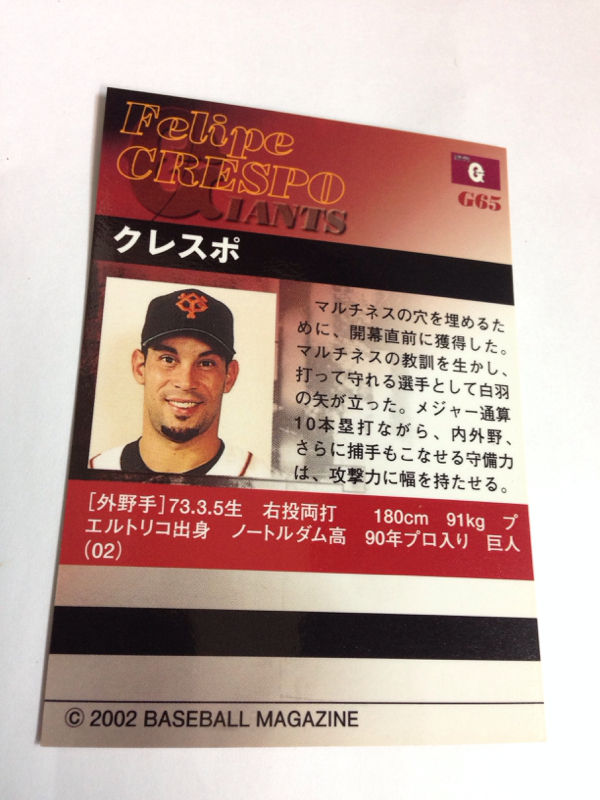 Felipe
CRESPO
GIANTS
G
G65
クレスポ
マルチネスの穴を埋めるた
めに、開幕直前に獲得した。
マルチネスの教訓を生かし、
打って守れる選手として白羽
の矢が立った。メジャー通算
10本塁打ながら、内外野、
さらに捕手もこなせる守備力
は、攻撃力に幅を持たせる。
[外野手]73.3.5生 右投両打 180cm 91kg プ
エルトリコ出身 ノートルダム高 90年プロ入り 巨人
(02)
© 2002 BASEBALL MAGAZINE